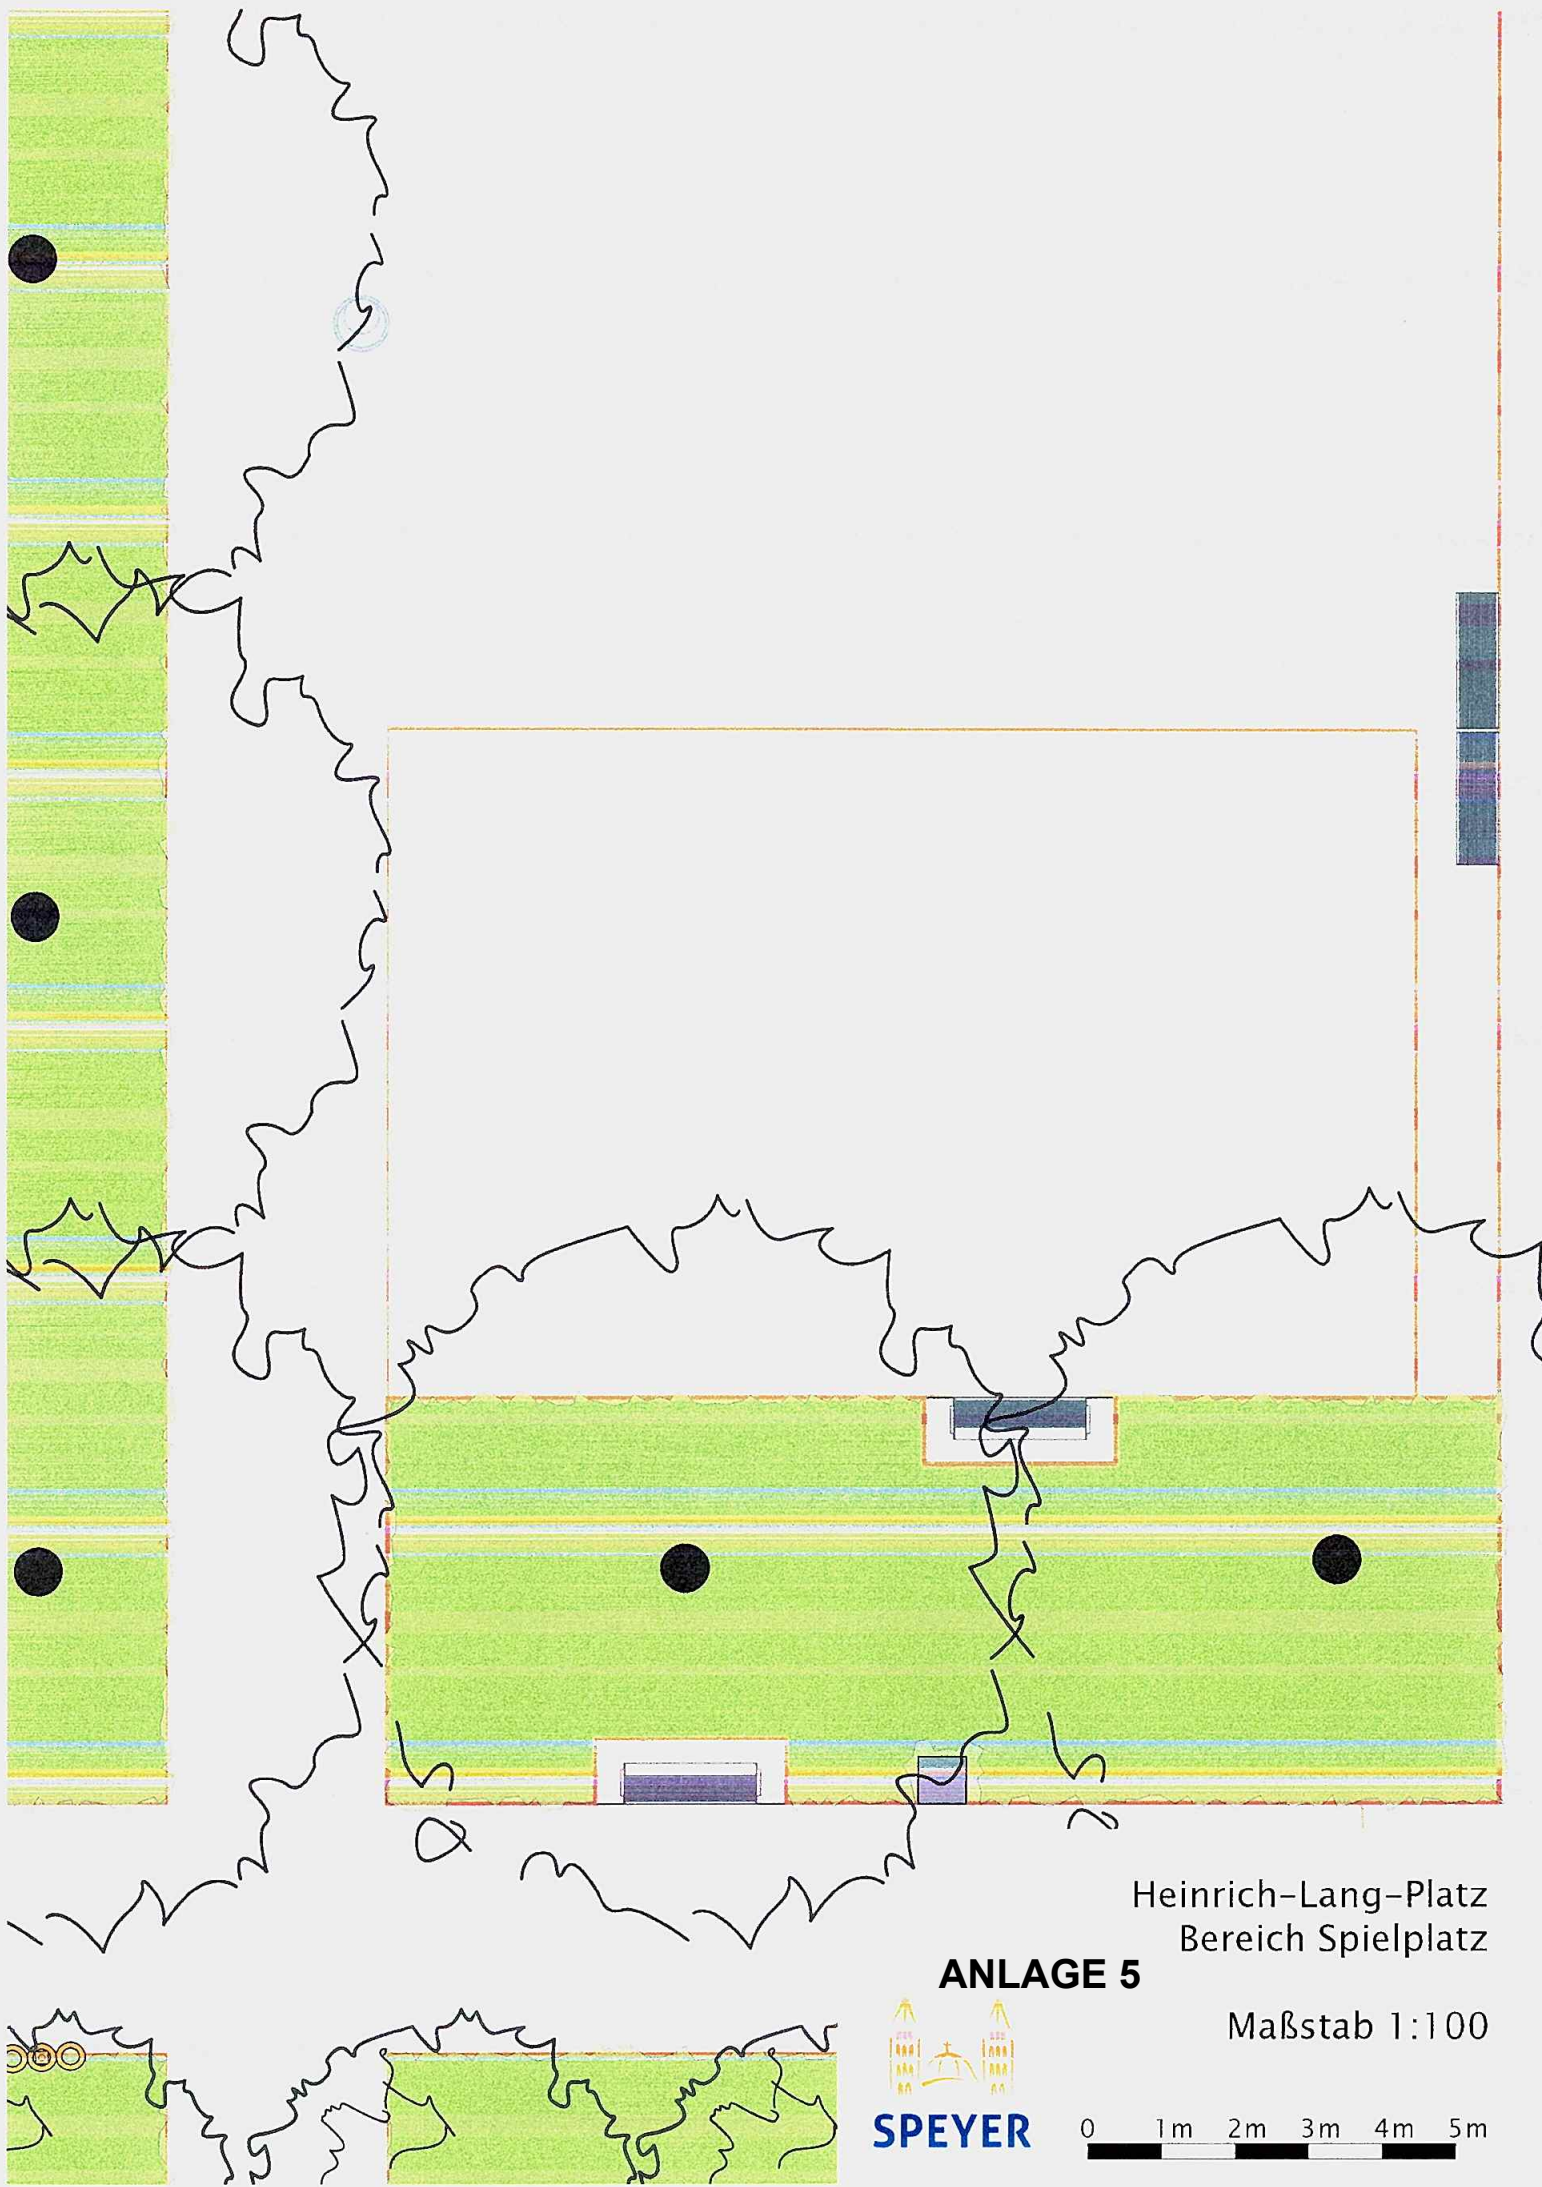 Heinrich-Lang-Platz
Bereich Spielplatz
ANLAGE 5
Maßstab 1:100
SPEYER
0 1m 2m 3m 4m 5m